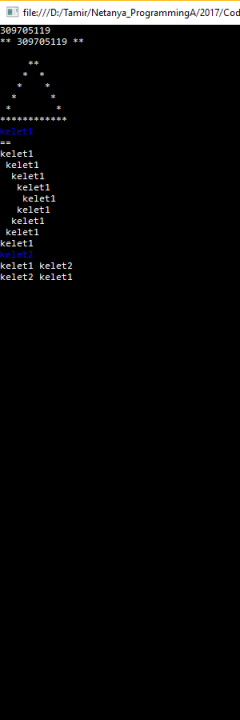 file:///D:/Tamir/Netanya_ProgrammingA/2017/Cod
309705119
** 309705119 **
     **
    *  *
   *    *
  *      *
 *        *
************
kelet1
==
kelet1
 kelet1
  kelet1
   kelet1
    kelet1
   kelet1
  kelet1
 kelet1
kelet1
kelet2
kelet1 kelet2
kelet2 kelet1